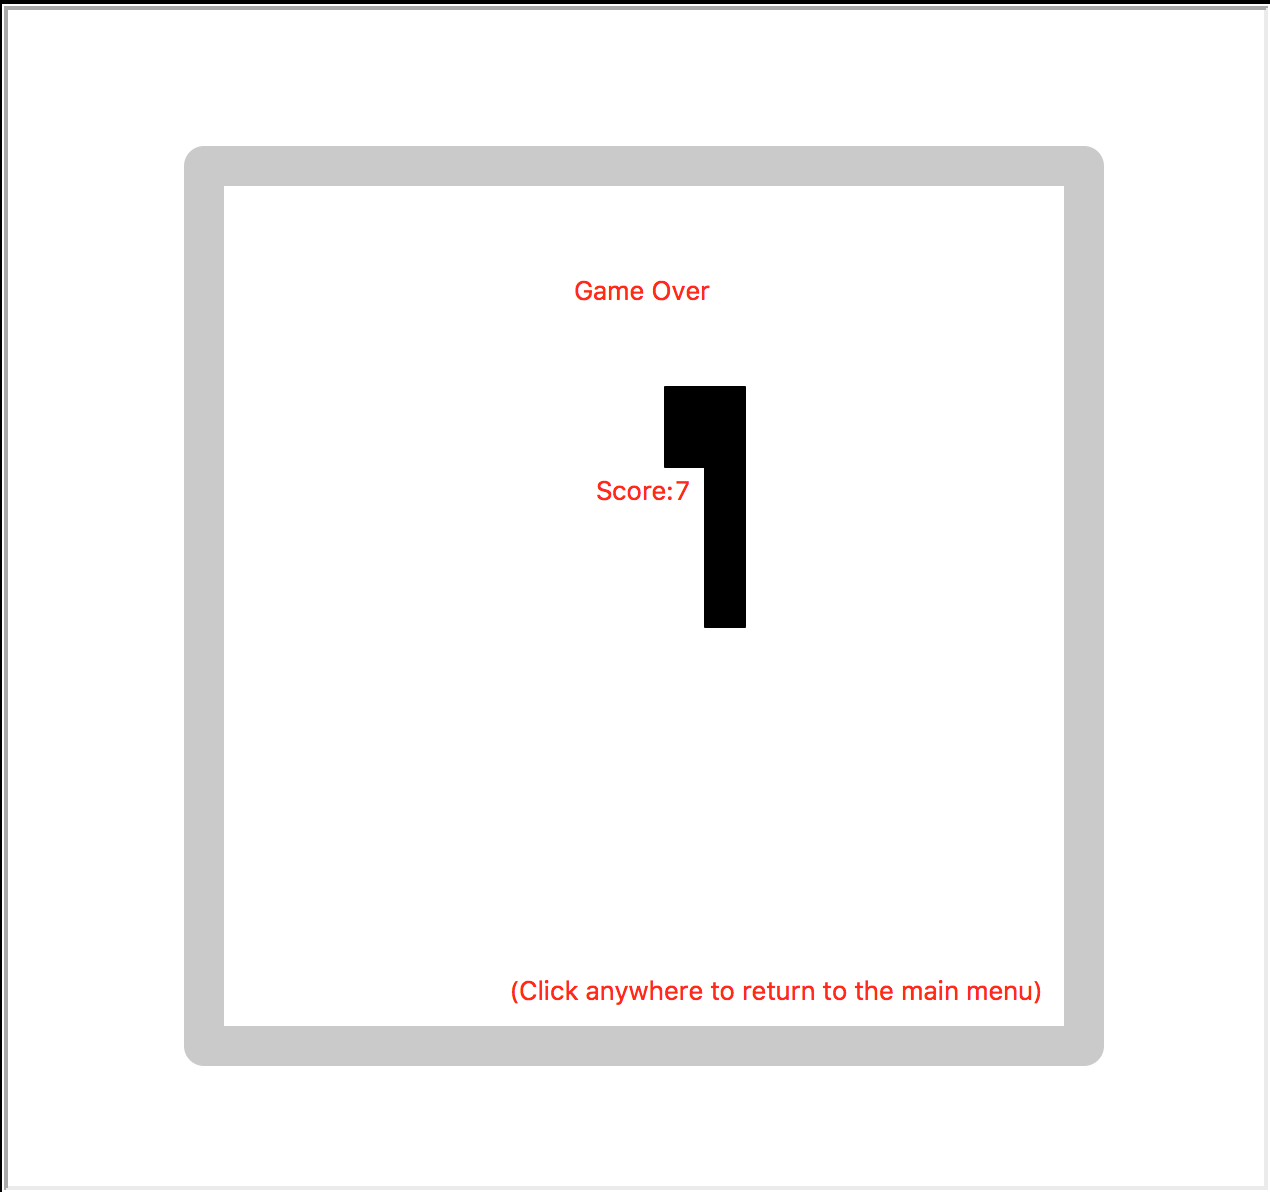 Game Over
Score:7
(Click anywhere to return to the main menu)